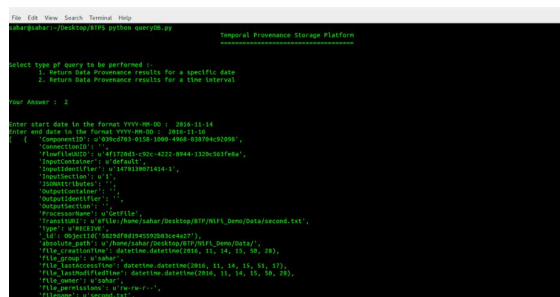 File Edit View Search Terminal Help
sahar@sahar:~/Desktop/BTP$ python queryDB.py
Temporal Provenance Storage Platform
====================================
Select type pf query to be performed :-
1. Return Data Provenance results for a specific date
2. Return Data Provenance results for a time interval
Your Answer : 2
Enter start date in the format YYYY-MM-DD : 2016-11-14
Enter end date in the format YYYY-MM-DD : 2016-11-16
[ { 'ComponentID': u'039cd703-0158-1000-4968-838704c92098',
'ConnectionID': '',
'FlowfileUUID': u'4f1728d3-c92c-4222-8944-1320c563fe8a',
'InputContainer': u'default',
'InputIdentifier': u'1479139071414-1',
'InputSection': u'1',
'JSONAttributes': '',
'OutputContainer': '',
'OutputIdentifier': '',
'OutputSection': '',
'ProcessorName': u'GetFile',
'TransitURI': u'file:/home/sahar/Desktop/BTP/NiFi_Demo/Data/second.txt',
'Type': u'RECEIVE',
'_id': ObjectId('5829df8d1945592b03ce4a27'),
'absolute_path': u'/home/sahar/Desktop/BTP/NiFi_Demo/Data/',
'file_creationTime': datetime.datetime(2016, 11, 14, 15, 50, 28),
'file_group': u'sahar',
'file_lastAccessTime': datetime.datetime(2016, 11, 14, 15, 51, 17),
'file_lastModifiedTime': datetime.datetime(2016, 11, 14, 15, 50, 28),
'file_owner': u'sahar',
'file_permissions': u'rw-rw-r--',
'filename': u'second.txt',